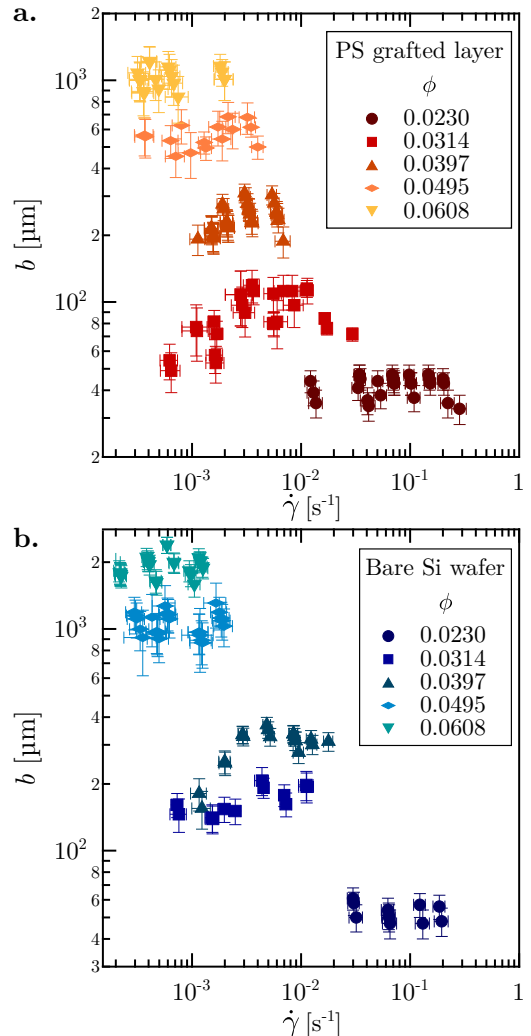 a.
2
10³
8
6
4
2
10²
8
6
4
2
b [µm]
PS grafted layer
ϕ
0.0230
0.0314
0.0397
0.0495
0.0608
10⁻³ 10⁻² 10⁻¹ 1
γ̇ [s⁻¹]
b.
2
10³
8
6
4
2
10²
8
6
4
3
b [µm]
Bare Si wafer
ϕ
0.0230
0.0314
0.0397
0.0495
0.0608
10⁻³ 10⁻² 10⁻¹ 1
γ̇ [s⁻¹]